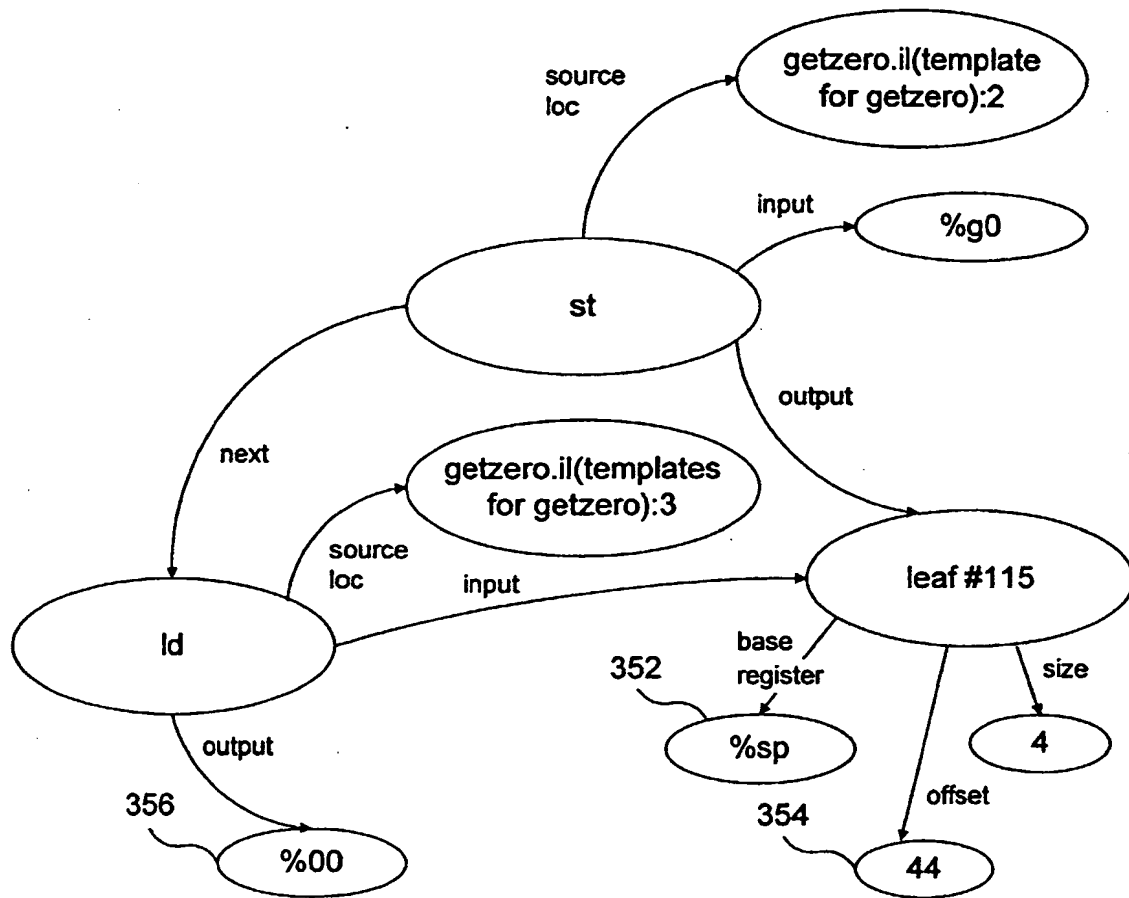 getzero.il(template
for getzero):2
source
loc
input
%g0
st
output
next
getzero.il(templates
for getzero):3
source
loc
input
leaf #115
ld
base
register
size
352
%sp
4
output
offset
356
354
%00
44